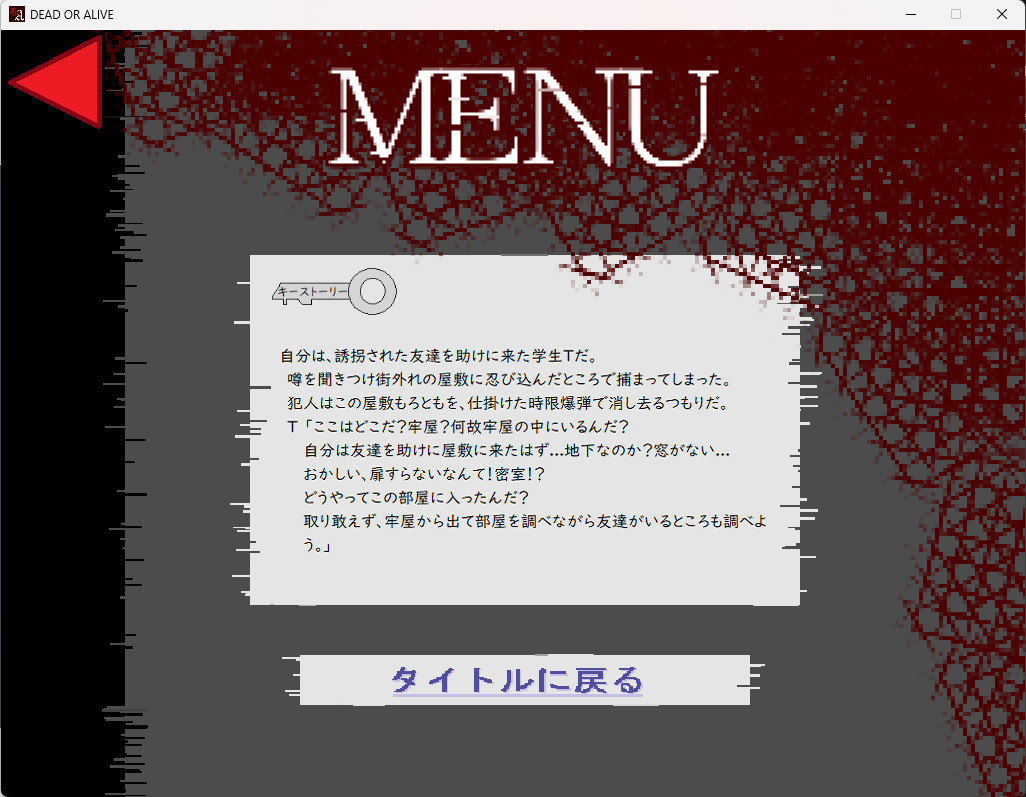 DEAD OR ALIVE
MENU
キーストーリー
自分は、誘拐された友達を助けに来た学生Tだ。
噂を聞きつけ街外れの屋敷に忍び込んだところで捕まってしまった。
犯人はこの屋敷もろともを、仕掛けた時限爆弾で消し去るつもりだ。
T「ここはどこだ？牢屋？何故牢屋の中にいるんだ？
自分は友達を助けに屋敷に来たはず…地下なのか？窓がない…
おかしい、扉すらないなんて！密室！？
どうやってこの部屋に入ったんだ？
取り敢えず、牢屋から出て部屋を調べながら友達がいるところも調べよ
う。」
タイトルに戻る